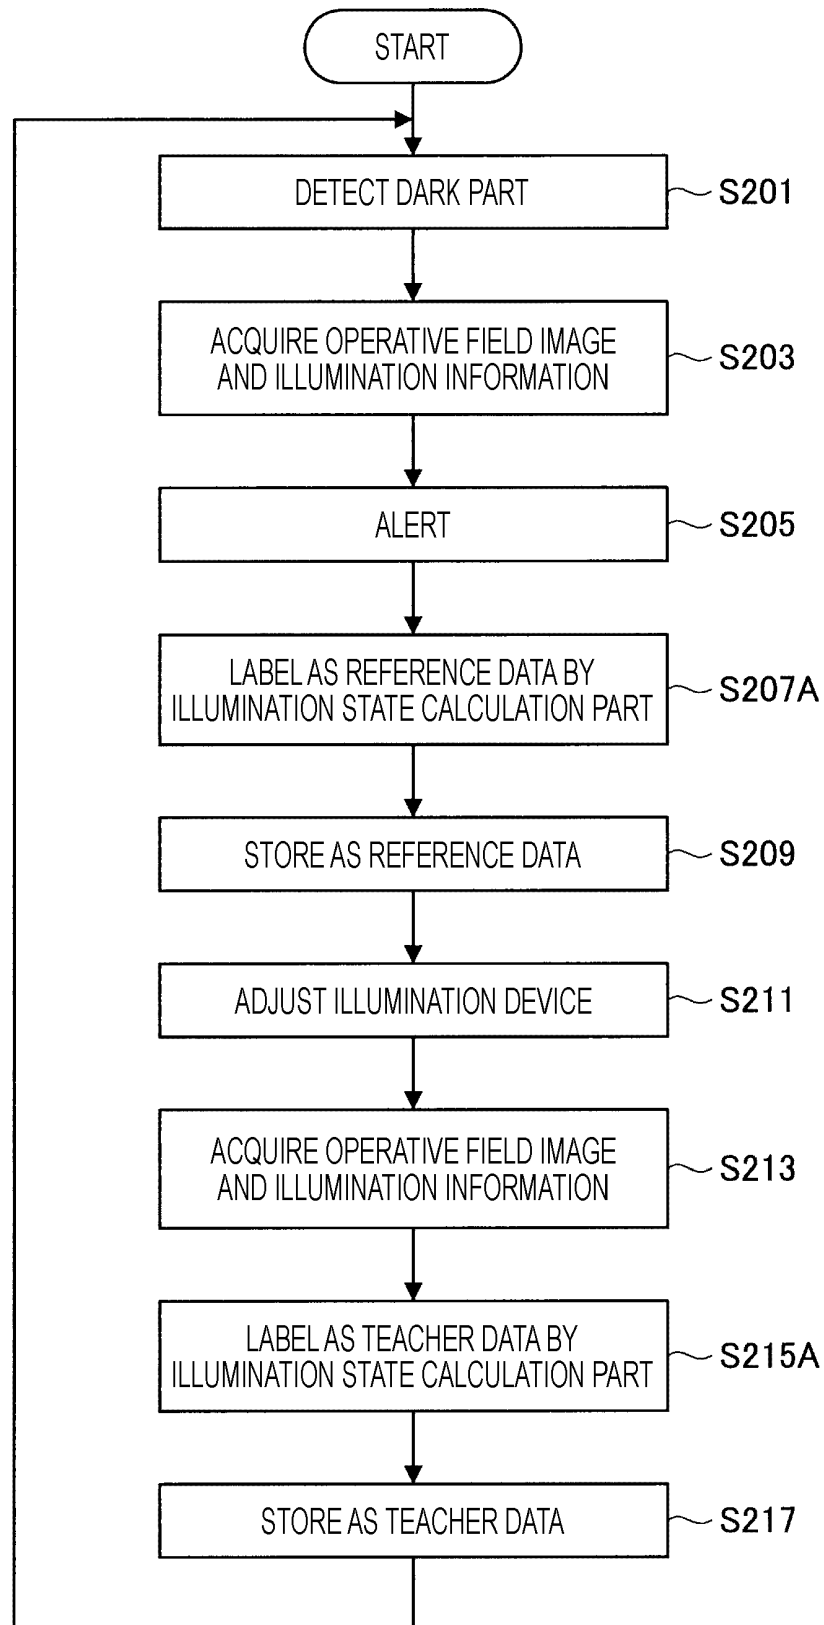 START
DETECT DARK PART
S201
ACQUIRE OPERATIVE FIELD IMAGE
AND ILLUMINATION INFORMATION
S203
ALERT
S205
LABEL AS REFERENCE DATA BY
ILLUMINATION STATE CALCULATION PART
S207A
STORE AS REFERENCE DATA
S209
ADJUST ILLUMINATION DEVICE
S211
ACQUIRE OPERATIVE FIELD IMAGE
AND ILLUMINATION INFORMATION
S213
LABEL AS TEACHER DATA BY
ILLUMINATION STATE CALCULATION PART
S215A
STORE AS TEACHER DATA
S217